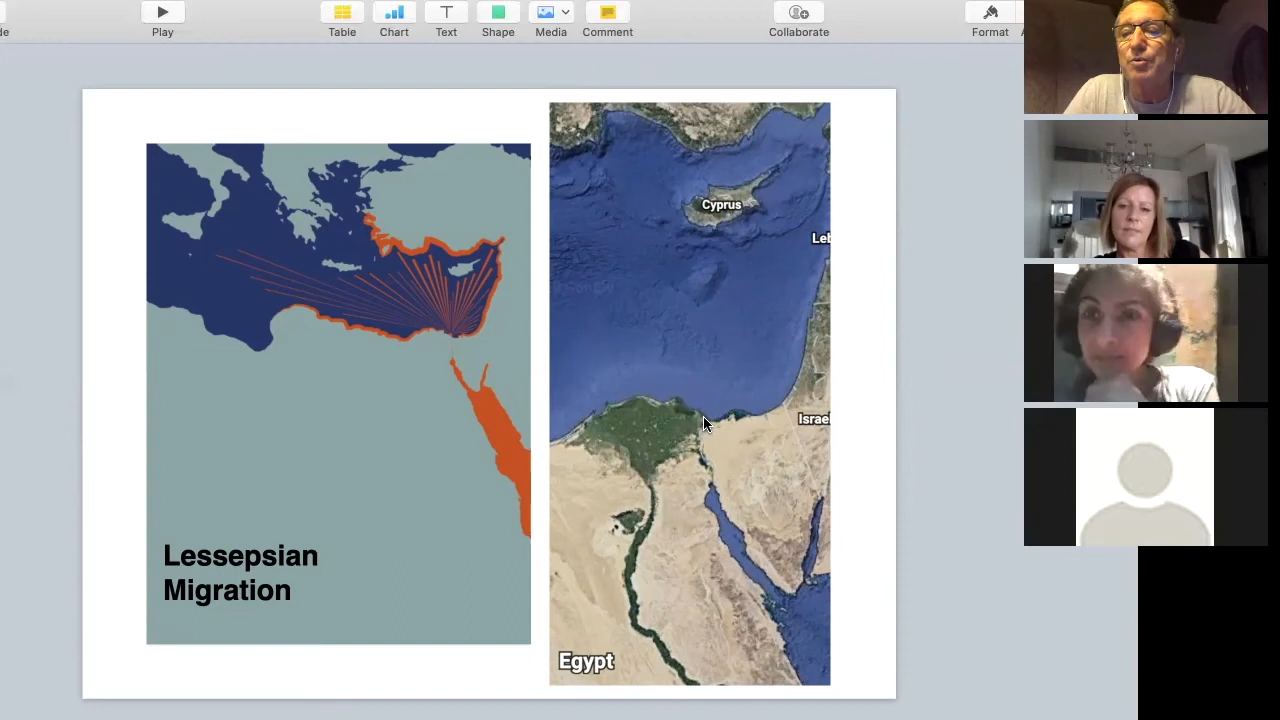 Play
Table
Chart
Text
Shape
Media
Comment
Collaborate
Format
Cyprus
Leb
Israel
Lessepsian
Migration
Egypt